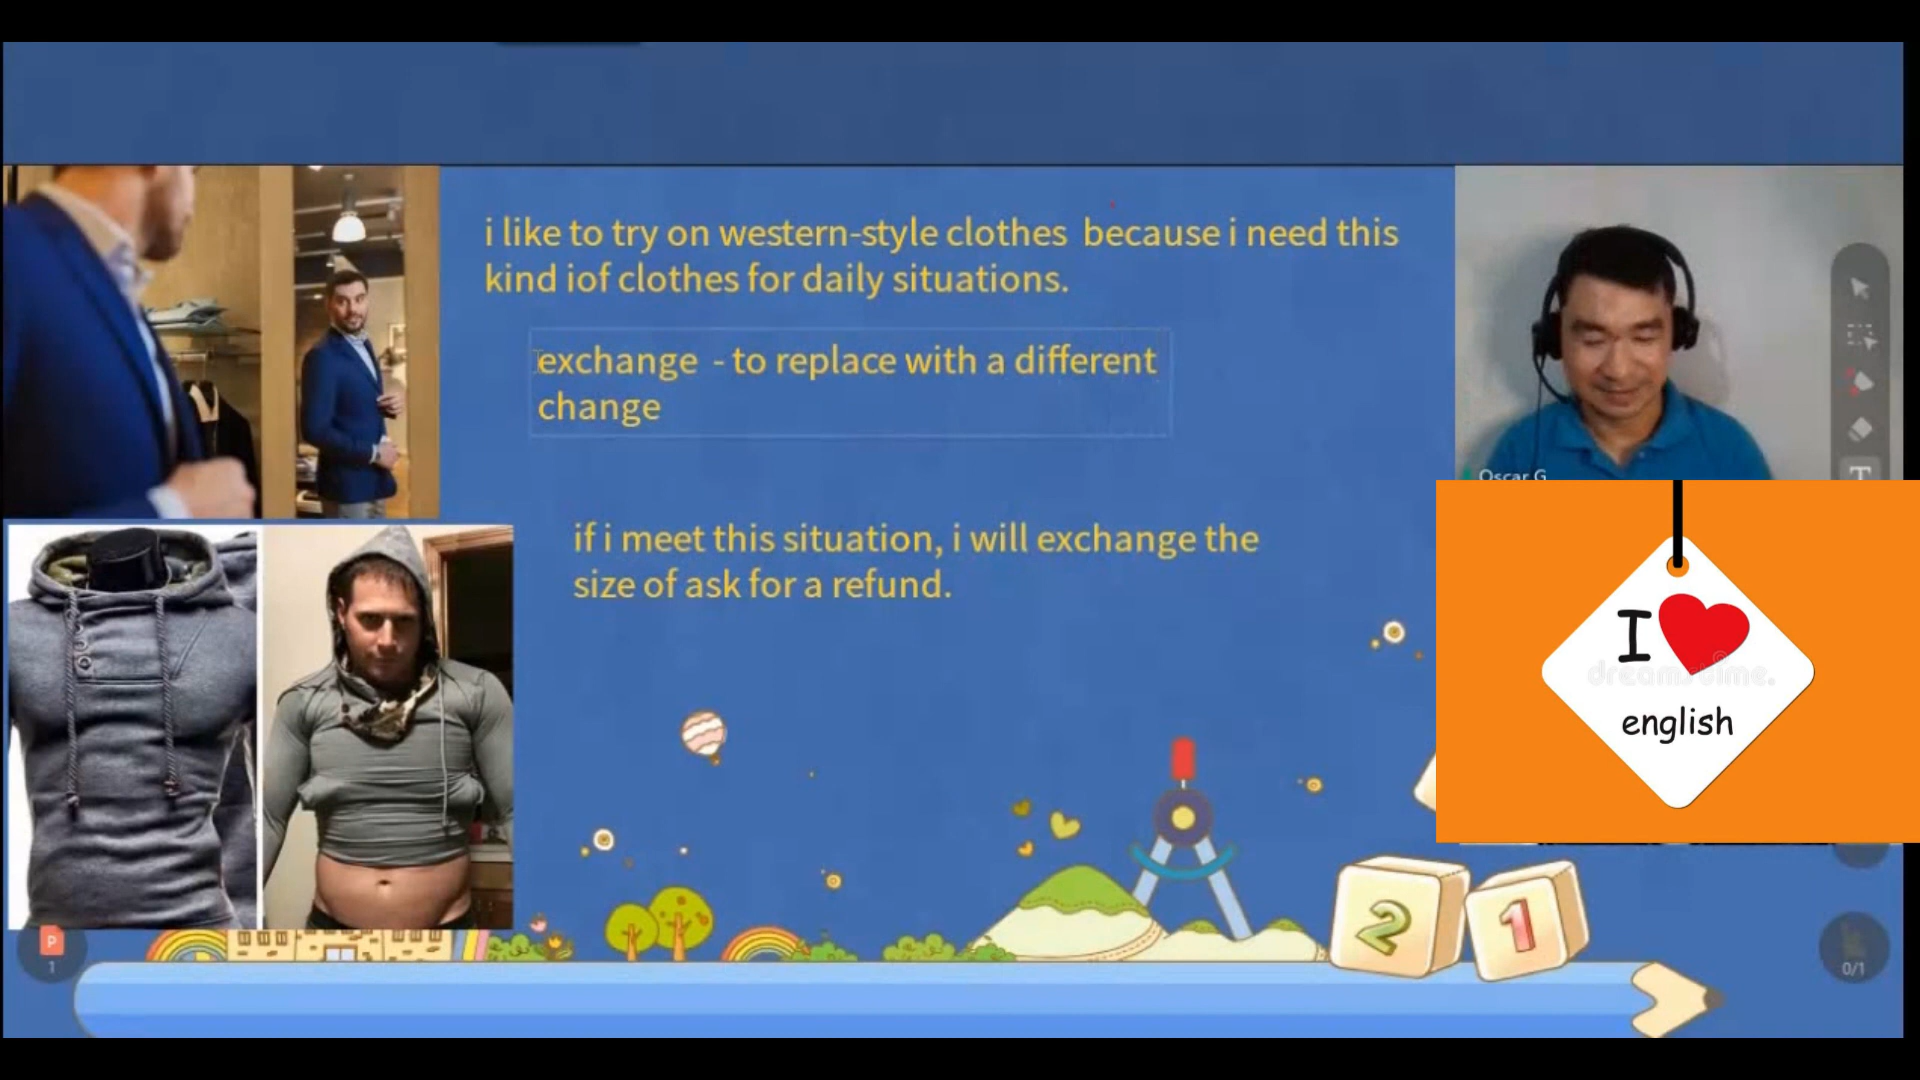 i like to try on western-style clothes  because i need this
kind iof clothes for daily situations.
exchange  - to replace with a different
change
if i meet this situation, i will exchange the
size of ask for a refund.
Oscar G
T
I
dreamstime.
english
2
1
P
1
0/1